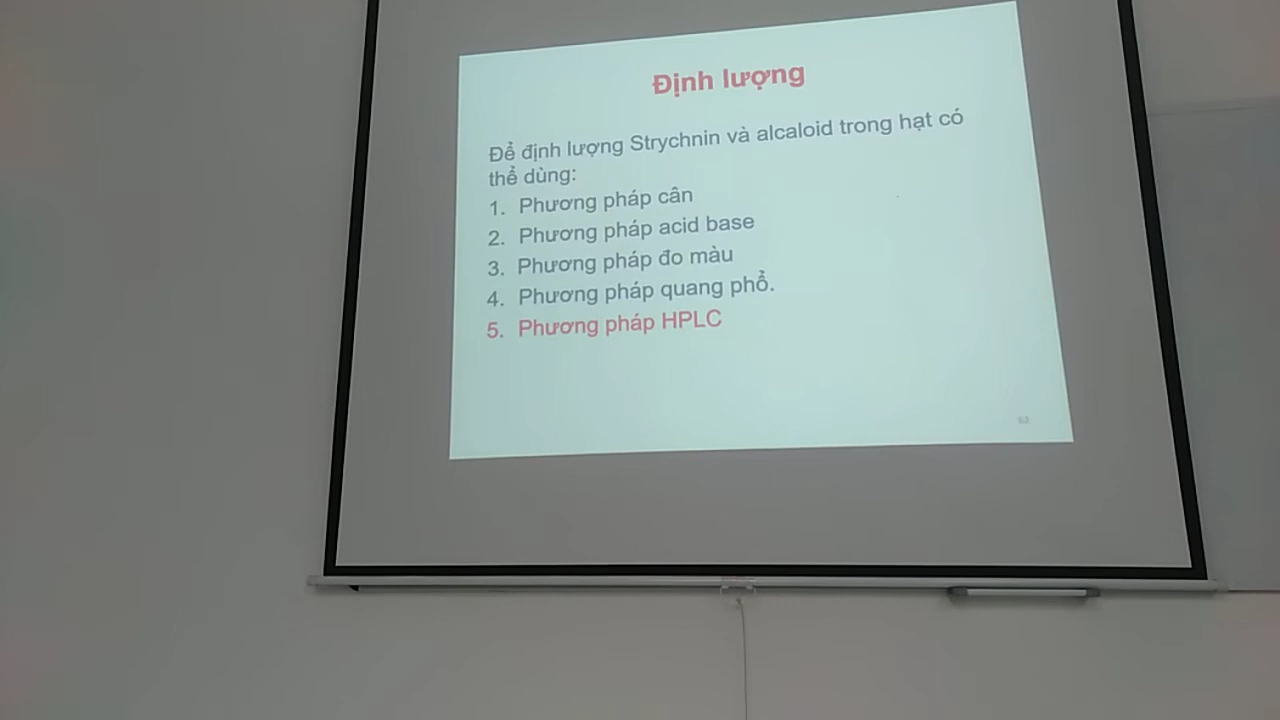 Định lượng
Để định lượng Strychnin và alcaloid trong hạt có
thể dùng:
1. Phương pháp cân
2. Phương pháp acid base
3. Phương pháp đo màu
4. Phương pháp quang phổ.
5. Phương pháp HPLC